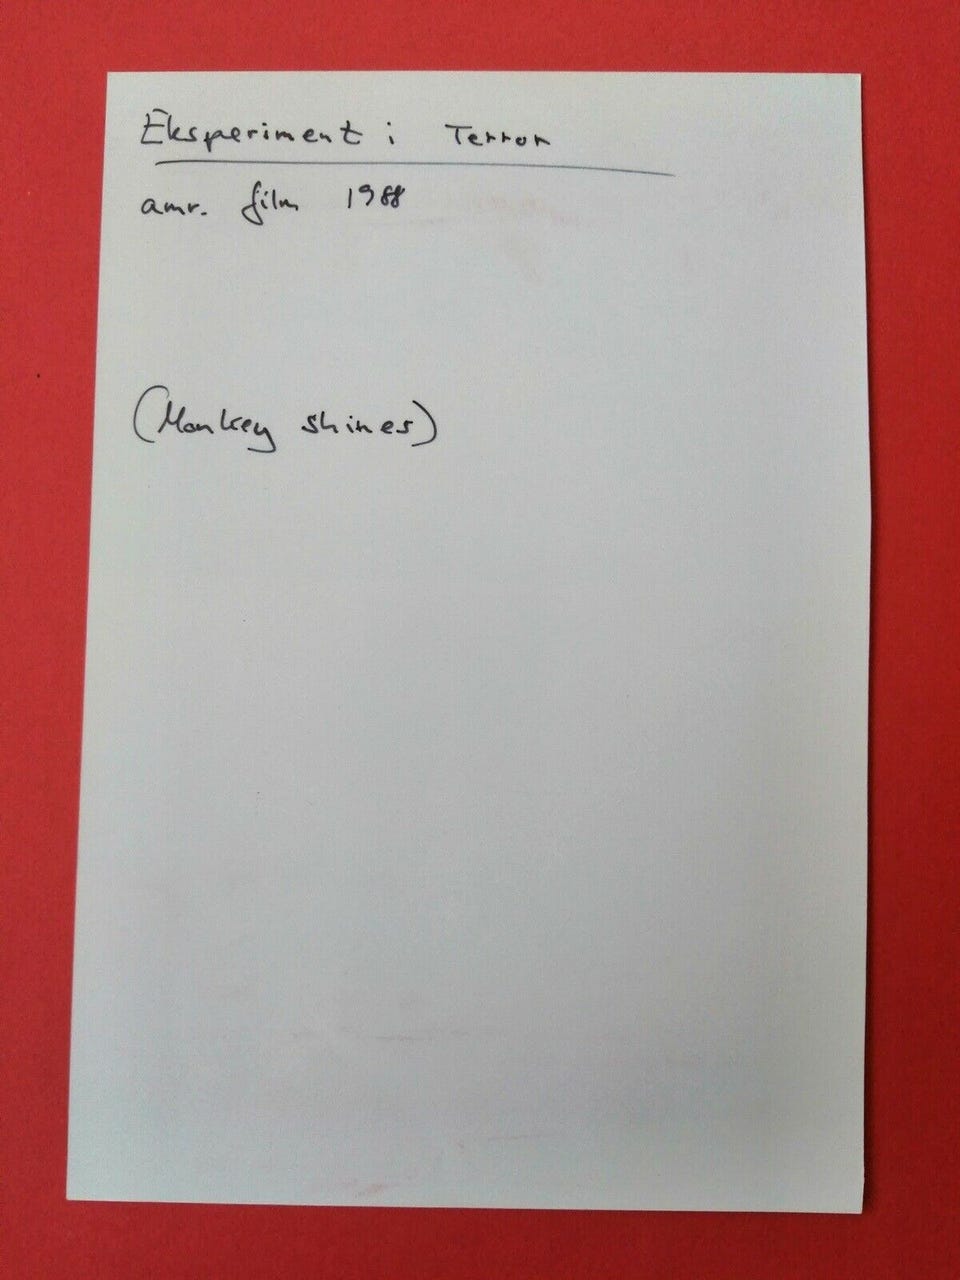 Eksperiment i Terror
amr. film 1988
(Monkey shines)